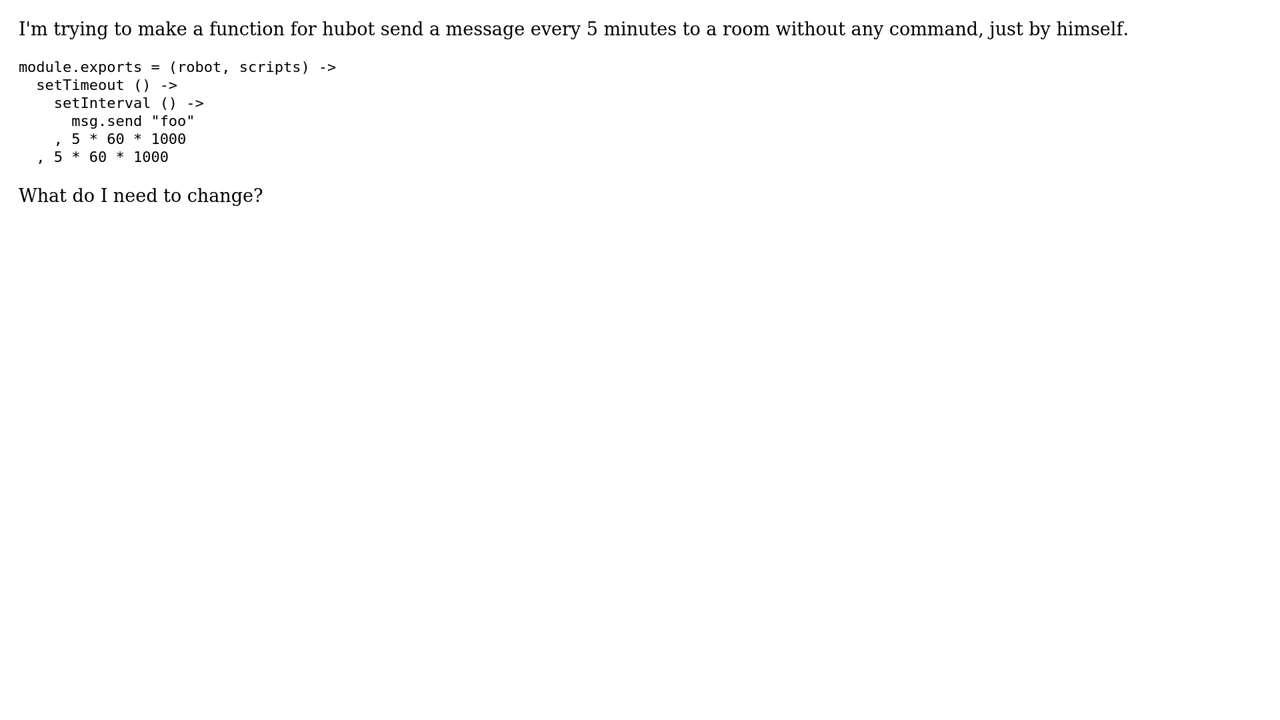 I'm trying to make a function for hubot send a message every 5 minutes to a room without any command, just by himself.
module.exports = (robot, scripts) ->
  setTimeout () ->
    setInterval () ->
      msg.send "foo"
    , 5 * 60 * 1000
  , 5 * 60 * 1000
What do I need to change?